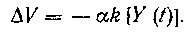 ΔV = − αk [Y (t)].